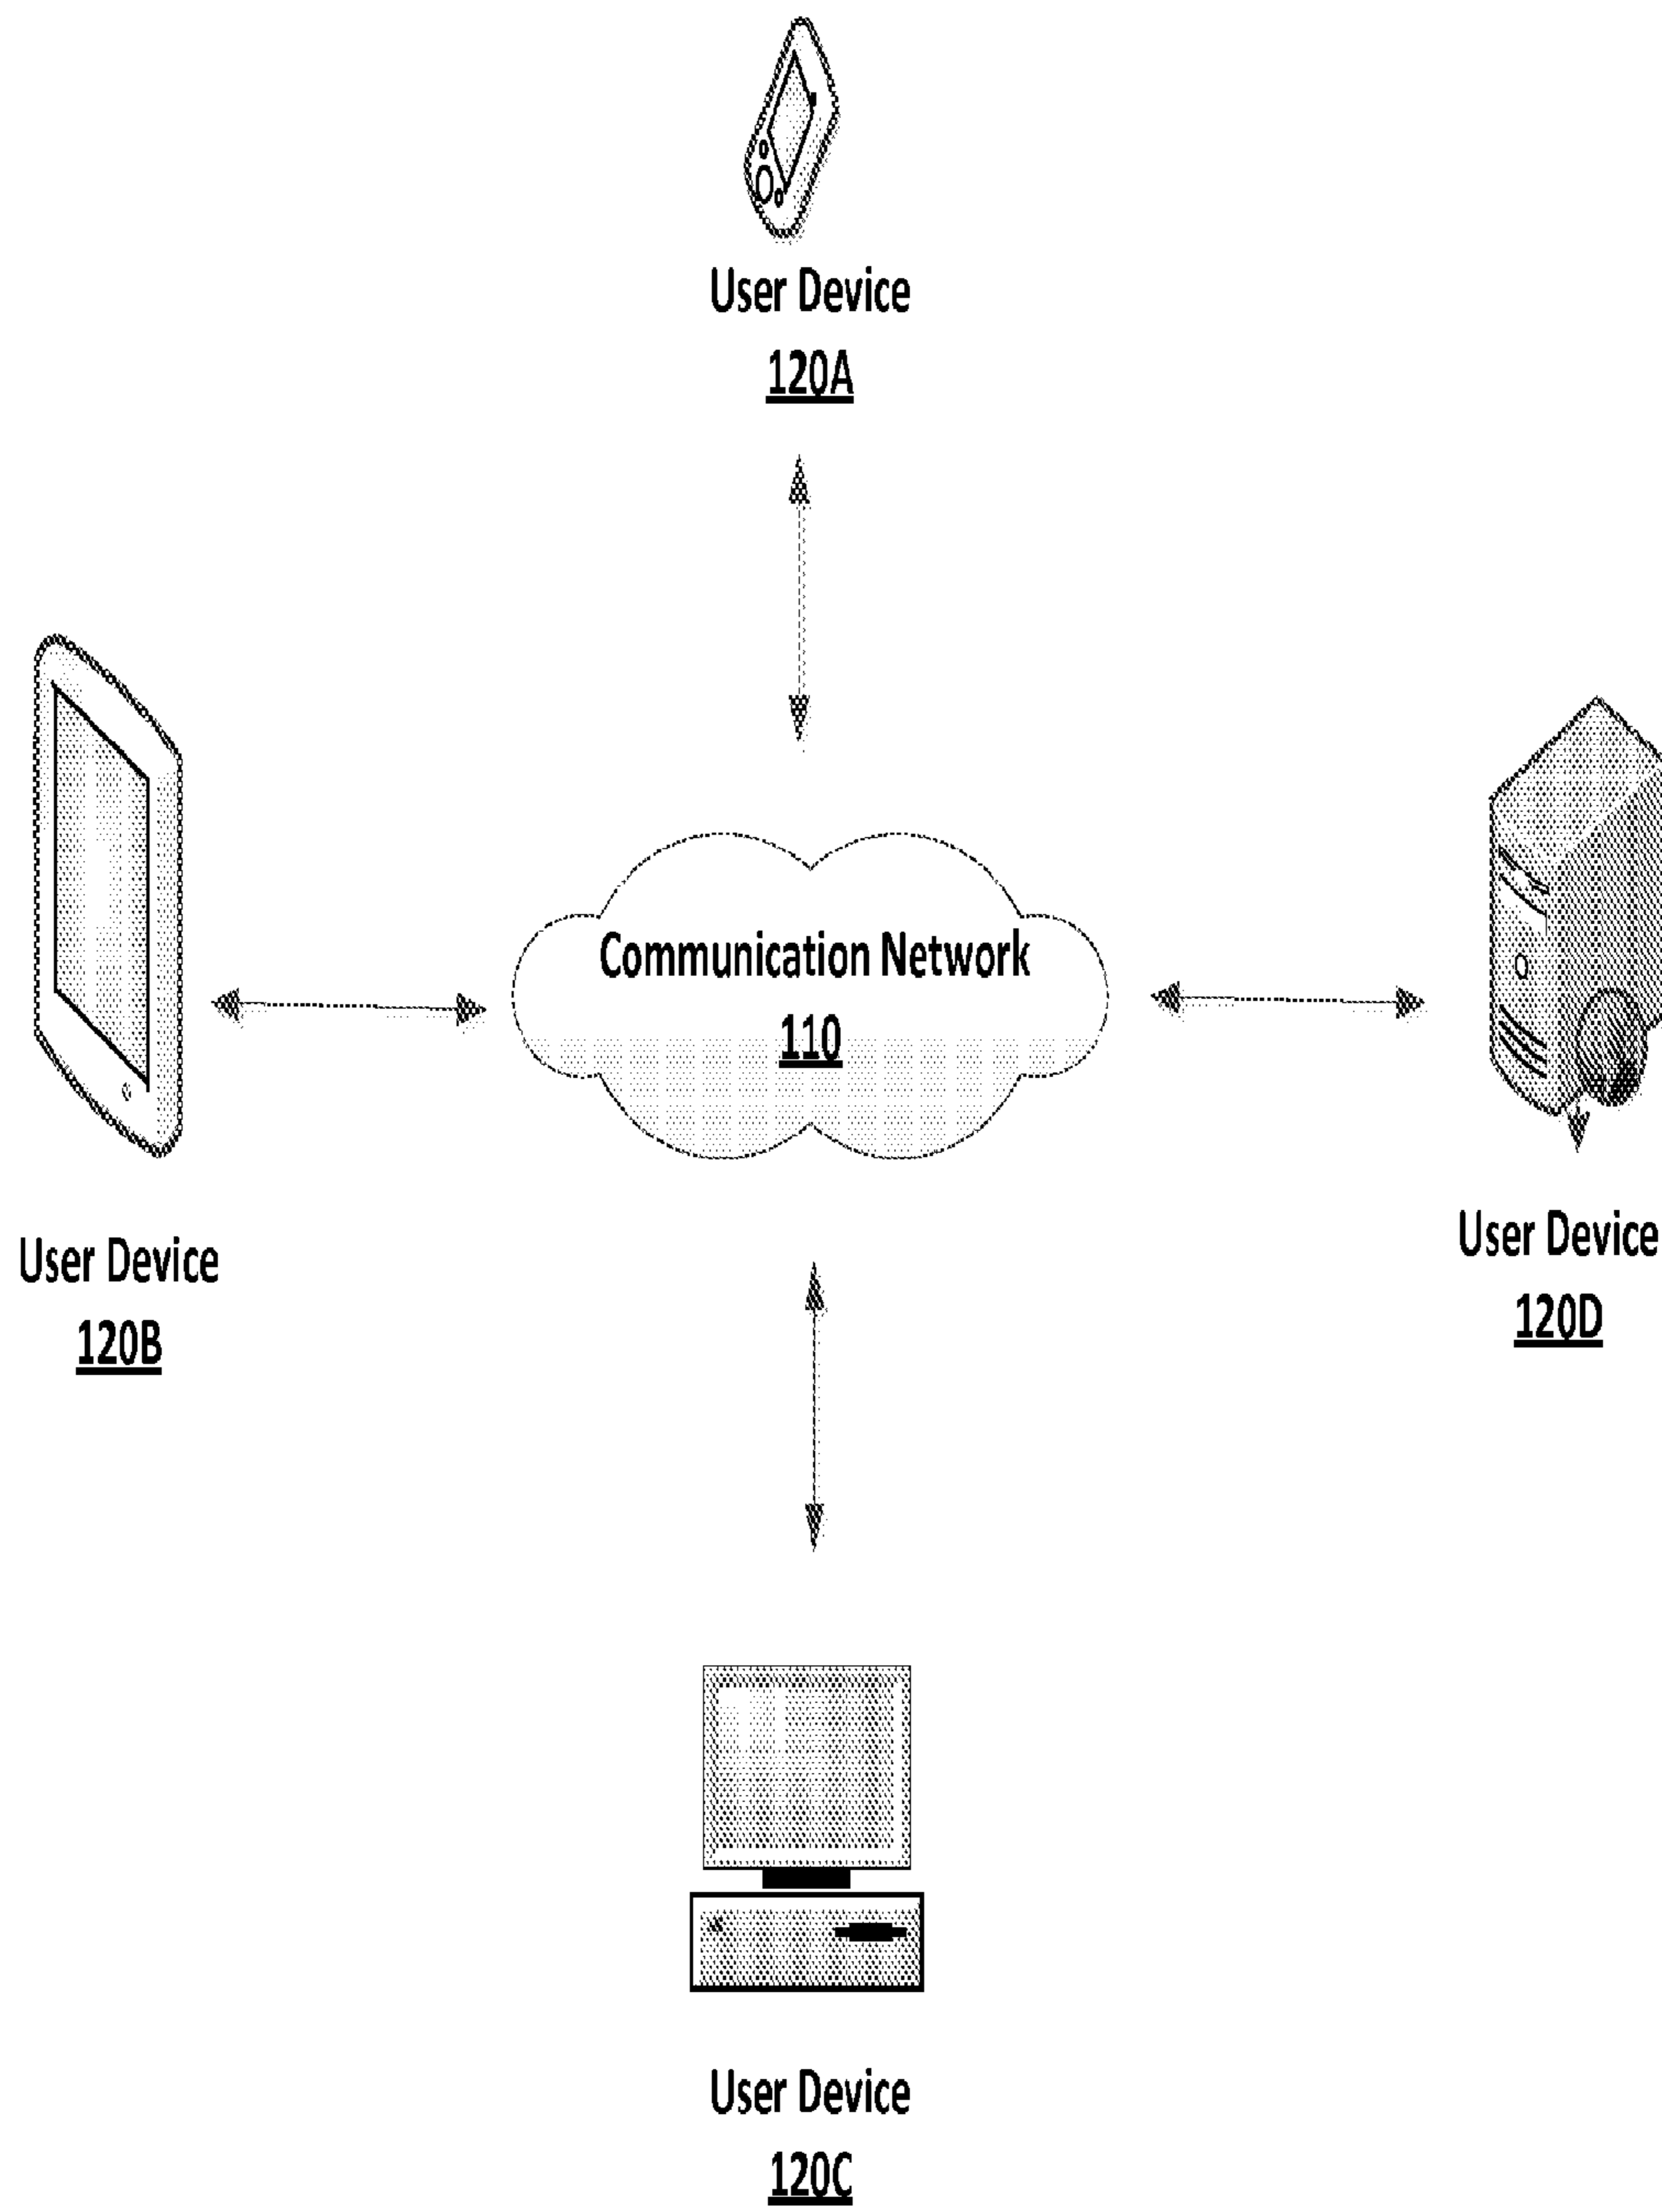 User Device
120A
Communication Network
110
User Device
120B
User Device
120D
User Device
120C